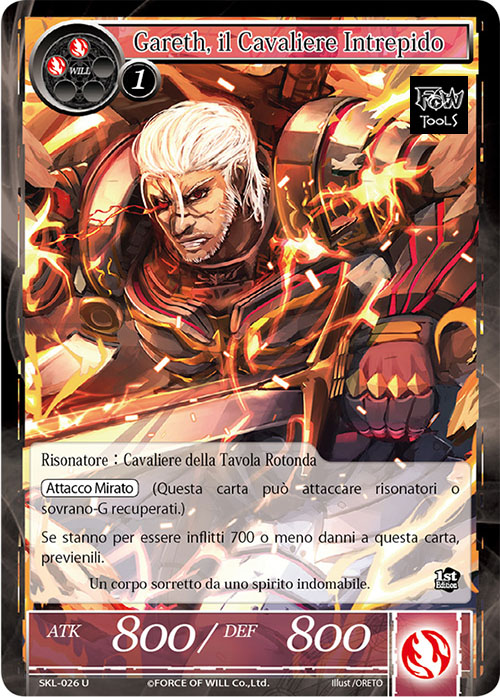 Gareth, il Cavaliere Intrepido
WILL
1
FOW
TOOLS
Risonatore : Cavaliere della Tavola Rotonda
Attacco Mirato (Questa carta può attaccare risonatori o
sovrano-G recuperati.)
Se stanno per essere inflitti 700 o meno danni a questa carta,
previenili.
Un corpo sorretto da uno spirito indomabile.
1st
Edition
ATK 800 / DEF 800
SKL-026 U ©FORCE OF WILL Co.,Ltd. Illust /ORETO